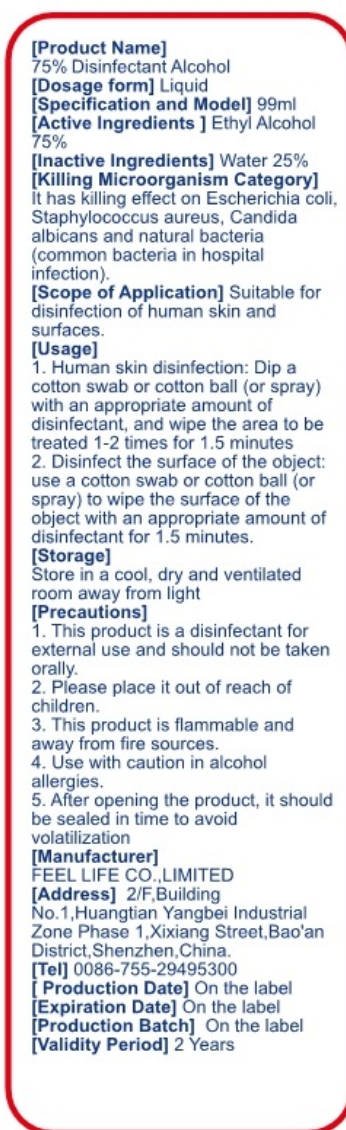 [Product Name]
75% Disinfectant Alcohol
[Dosage form] Liquid
[Specification and Model] 99ml
[Active Ingredients ] Ethyl Alcohol
75%
[Inactive Ingredients] Water 25%
[Killing Microorganism Category]
It has killing effect on Escherichia coli,
Staphylococcus aureus, Candida
albicans and natural bacteria
(common bacteria in hospital
infection).
[Scope of Application] Suitable for
disinfection of human skin and
surfaces.
[Usage]
1. Human skin disinfection: Dip a
cotton swab or cotton ball (or spray)
with an appropriate amount of
disinfectant, and wipe the area to be
treated 1-2 times for 1.5 minutes
2. Disinfect the surface of the object:
use a cotton swab or cotton ball (or
spray) to wipe the surface of the
object with an appropriate amount of
disinfectant for 1.5 minutes.
[Storage]
Store in a cool, dry and ventilated
room away from light
[Precautions]
1. This product is a disinfectant for
external use and should not be taken
orally.
2. Please place it out of reach of
children.
3. This product is flammable and
away from fire sources.
4. Use with caution in alcohol
allergies.
5. After opening the product, it should
be sealed in time to avoid
volatilization
[Manufacturer]
FEEL LIFE CO.,LIMITED
[Address] 2/F,Building
No.1,Huangtian Yangbei Industrial
Zone Phase 1,Xixiang Street,Bao'an
District,Shenzhen,China.
[Tel] 0086-755-29495300
[ Production Date] On the label
[Expiration Date] On the label
[Production Batch] On the label
[Validity Period] 2 Years